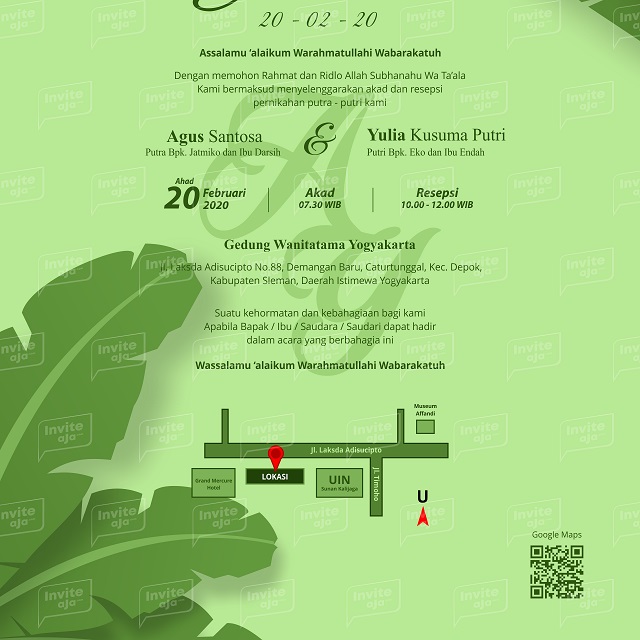 20 - 02 - 20
Assalamu ‘alaikum Warahmatullahi Wabarakatuh
Dengan memohon Rahmat dan Ridlo Allah Subhanahu Wa Ta'ala
Kami bermaksud menyelenggarakan akad dan resepsi
pernikahan putra - putri kami
Agus Santosa
Putra Bpk. Jatmiko dan Ibu Darsih
&
Yulia Kusuma Putri
Putri Bpk. Eko dan Ibu Endah
Ahad
20 Februari
2020
Akad
07.30 WIB
Resepsi
10.00 - 12.00 WIB
Gedung Wanitatama Yogyakarta
Jl. Laksda Adisucipto No.88, Demangan Baru, Caturtunggal, Kec. Depok,
Kabupaten Sleman, Daerah Istimewa Yogyakarta
Suatu kehormatan dan kebahagiaan bagi kami
Apabila Bapak / Ibu / Saudara / Saudari dapat hadir
dalam acara yang berbahagia ini
Wassalamu ‘alaikum Warahmatullahi Wabarakatuh
Museum
Affandi
Jl. Laksda Adisucipto
Grand Mercure
Hotel
LOKASI
UIN
Sunan Kalijaga
Jl. Timoho
U
Google Maps
Invite
aja